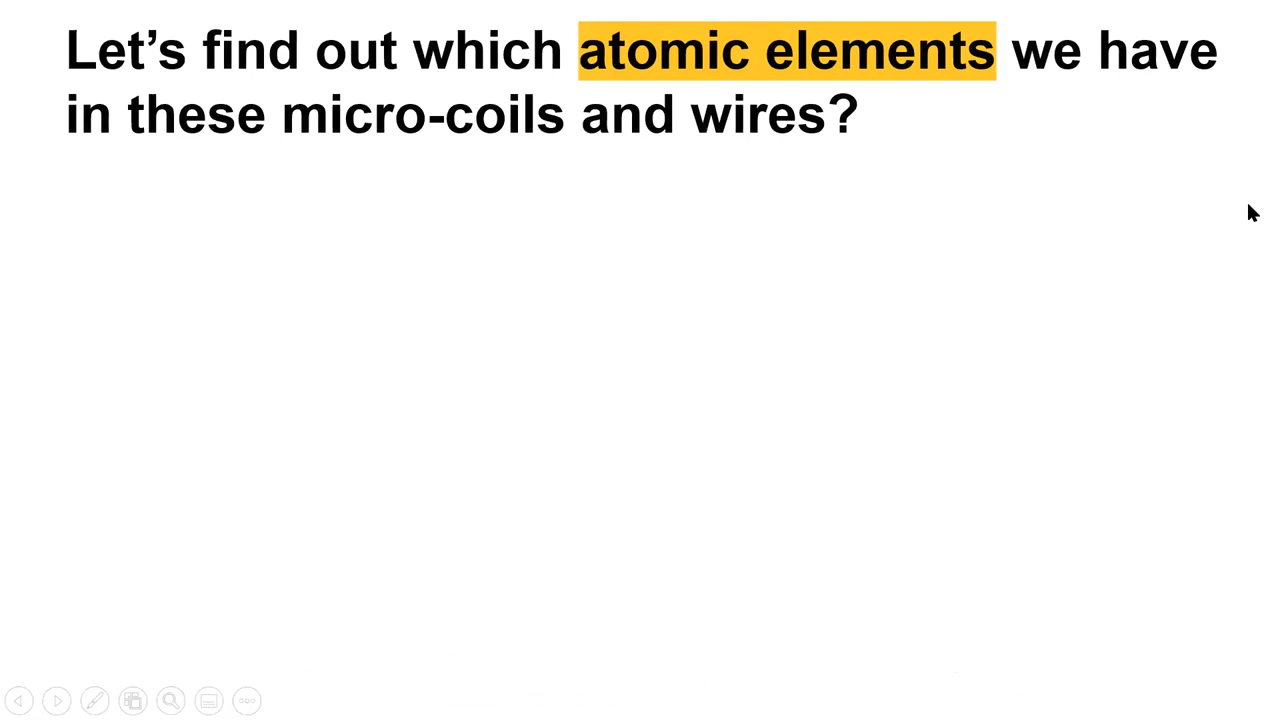 Let’s find out which atomic elements we have
in these micro-coils and wires?